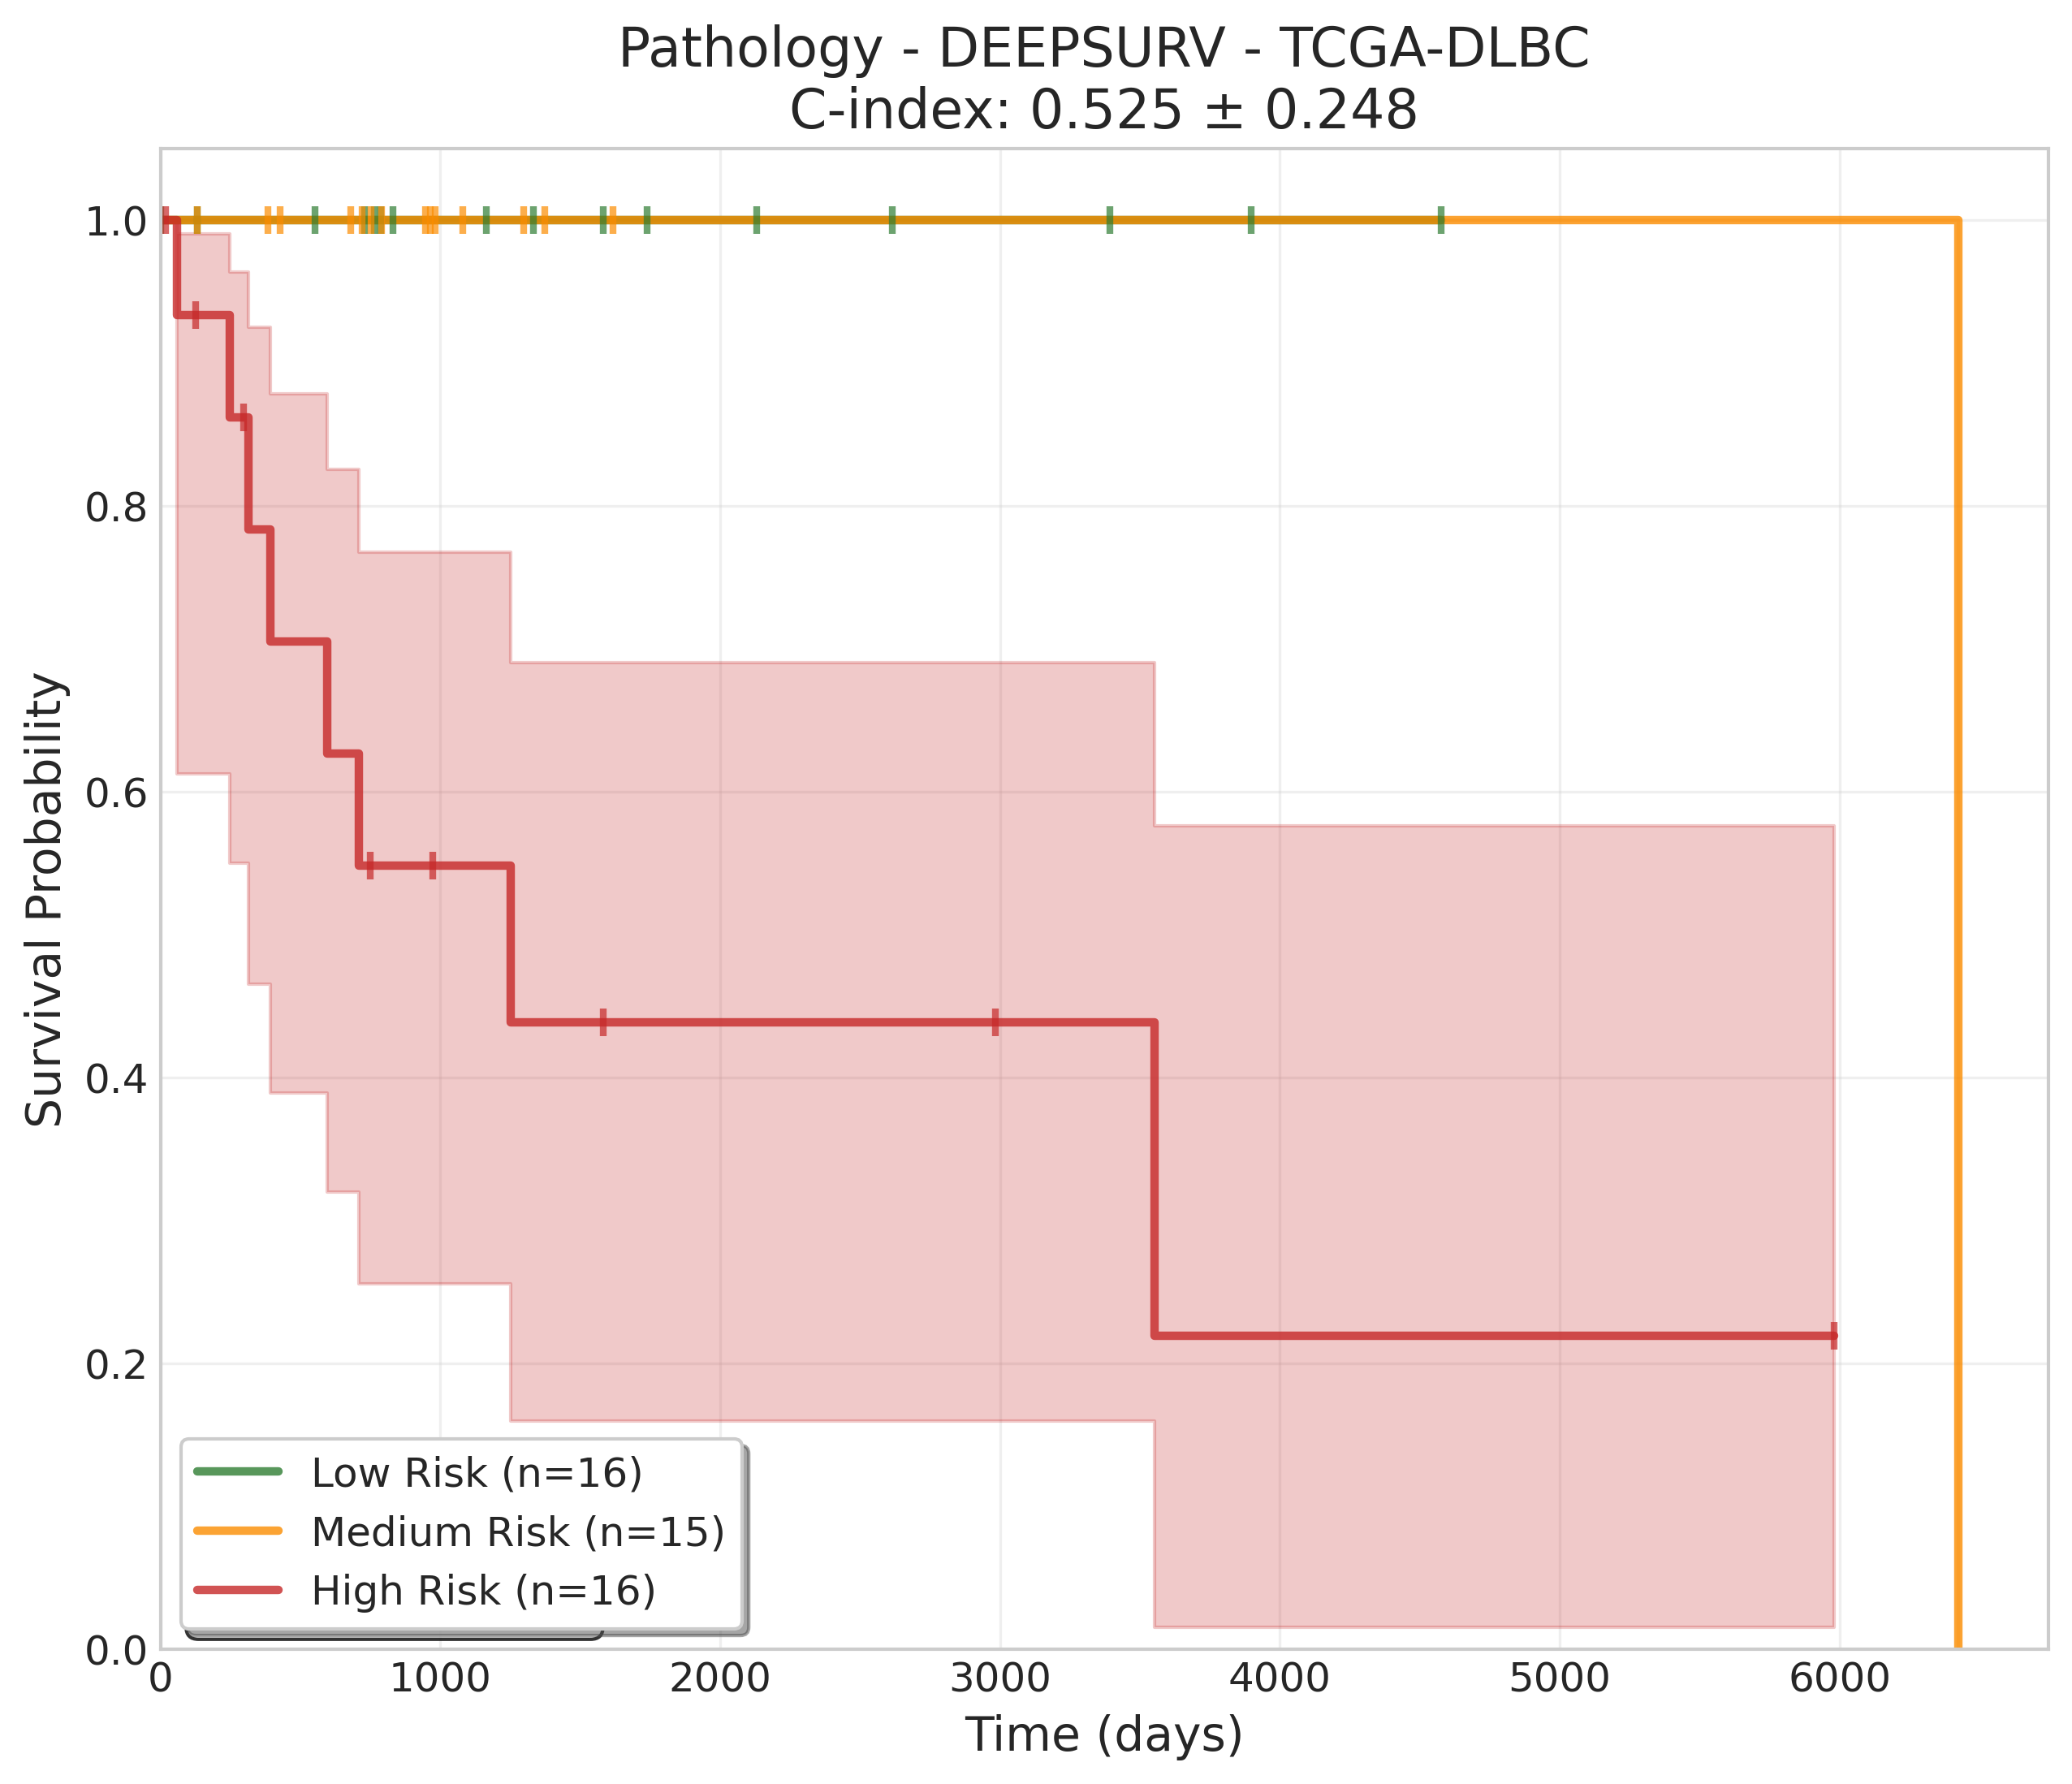 Pathology - DEEPSURV - TCGA-DLBC
C-index: 0.525 ± 0.248
Survival Probability
1.0
0.8
0.6
0.4
0.2
0.0
Low Risk (n=16)
Medium Risk (n=15)
High Risk (n=16)
0 1000 2000 3000 4000 5000 6000
Time (days)